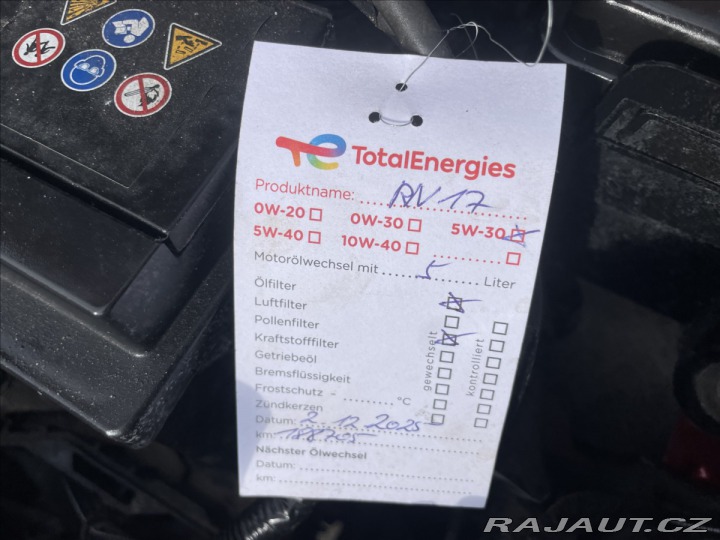 TotalEnergies
Produktname: AV 17
0W-20 0W-30 5W-30
5W-40 10W-40
Motorölwechsel mit 5 Liter
Ölfilter
Luftfilter
Pollenfilter
Kraftstofffilter
Getriebeöl
Bremsflüssigkeit
Frostschutz - °C
Zündkerzen
gewechselt
kontrolliert
Datum: 2. 12 2025
km: 188705
Nächster Ölwechsel
Datum:
km:
RAJAUT.CZ